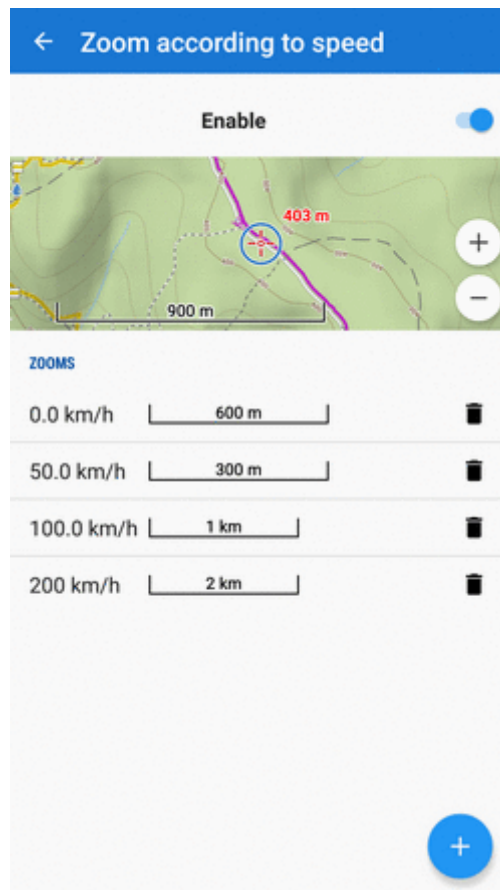 Zoom according to speed
Enable
403 m
900 m
ZOOMS
0.0 km/h 600 m
50.0 km/h 300 m
100.0 km/h 1 km
200 km/h 2 km